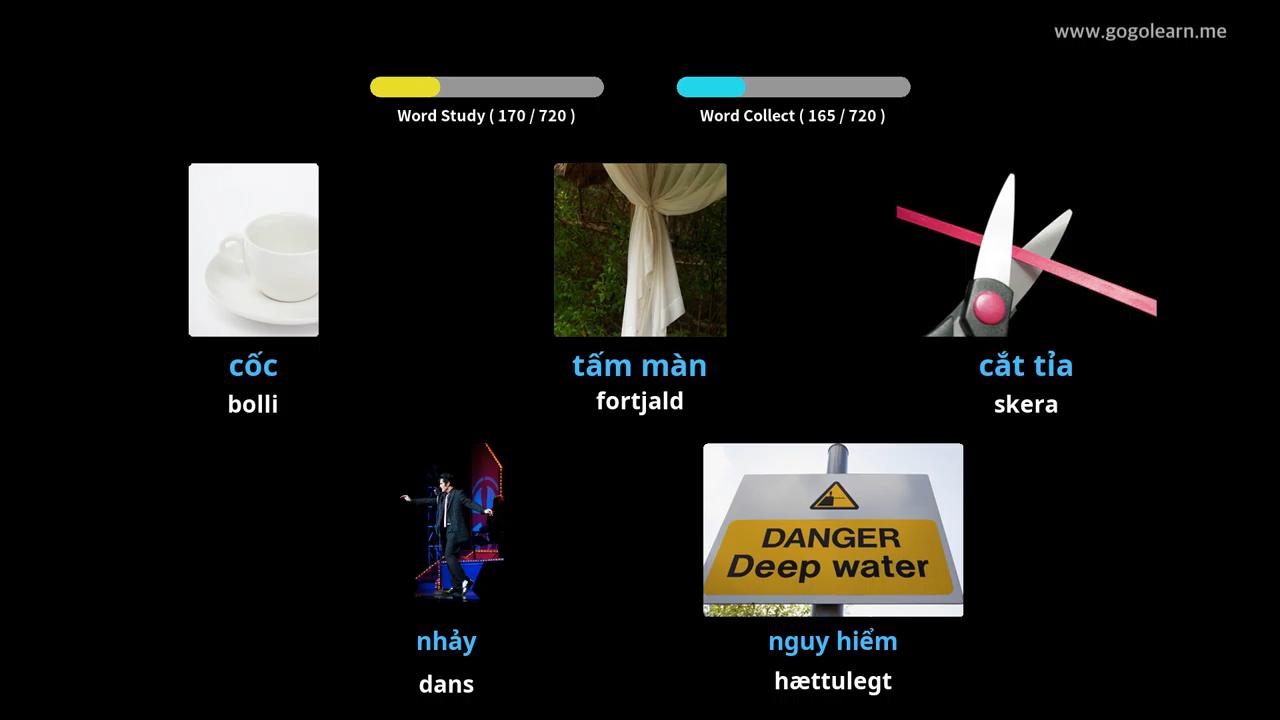 www.gogolearn.me
Word Study ( 170 / 720 )
Word Collect ( 165 / 720 )
cốc
bolli
tấm màn
fortjald
cắt tỉa
skera
DANGER
Deep water
nhảy
dans
nguy hiểm
hættulegt